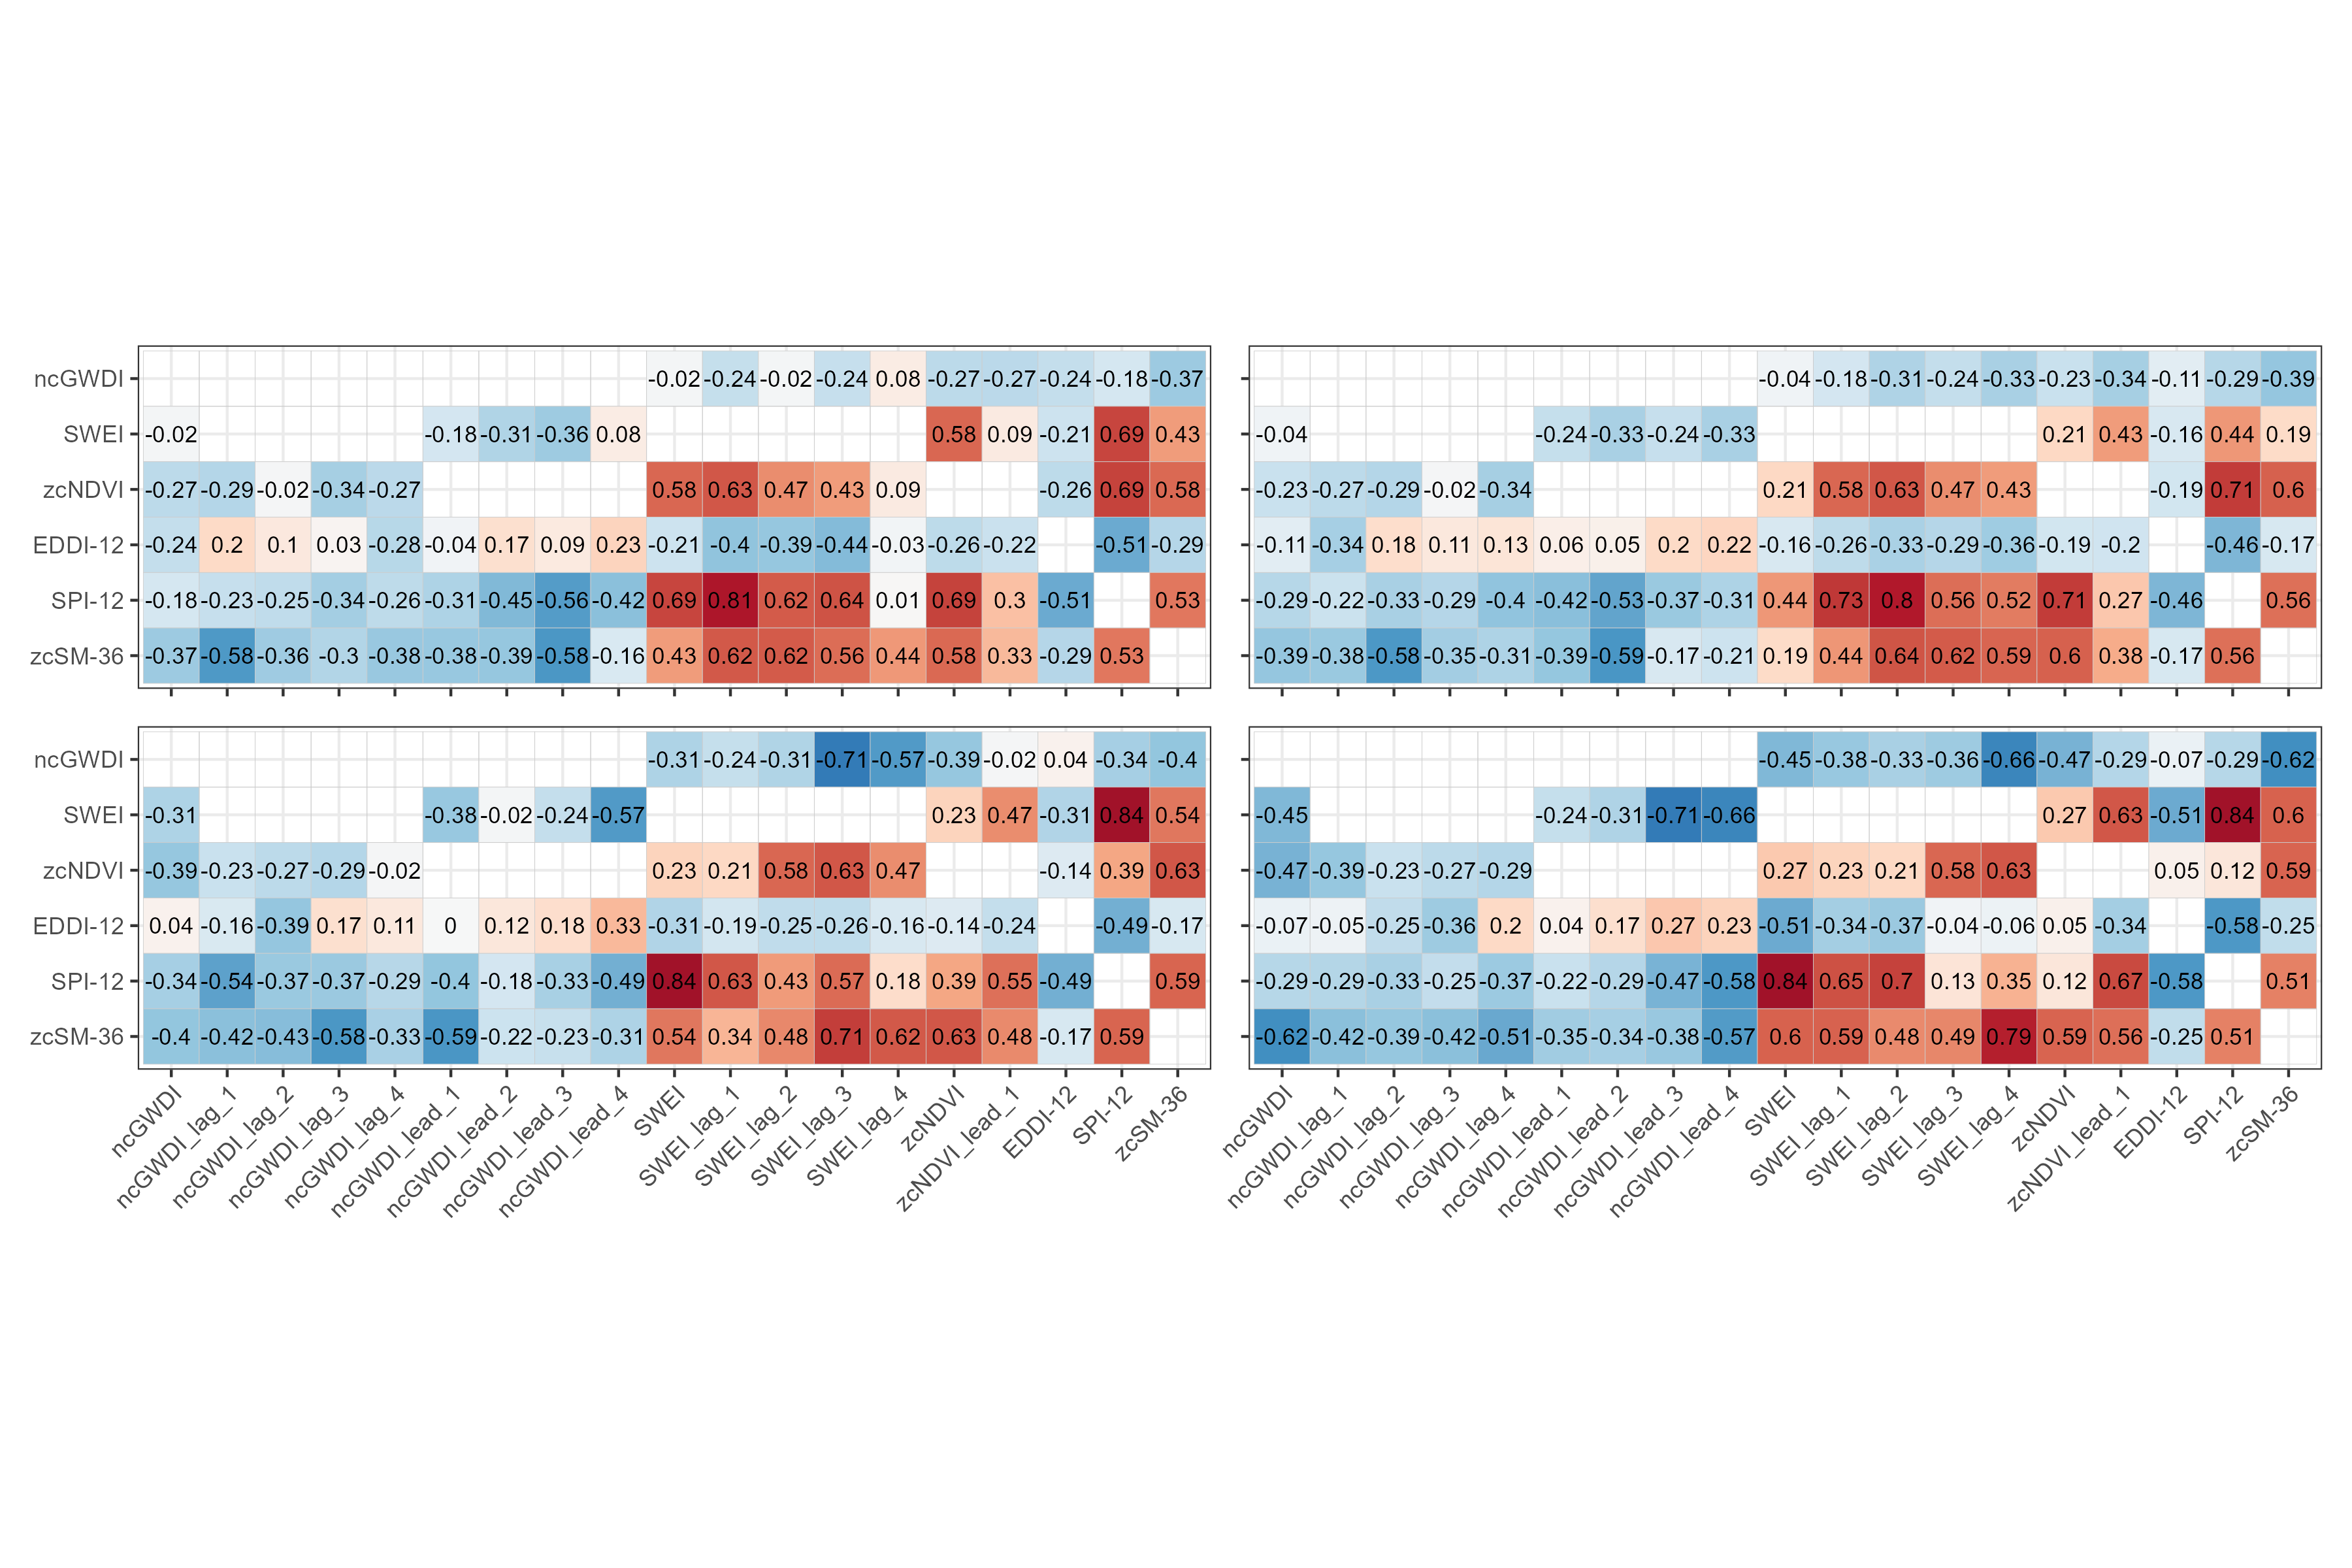 ncGWDI -0.02 -0.24 -0.02 -0.24 0.08 -0.27 -0.27 -0.24 -0.18 -0.37
SWEI -0.02 -0.18 -0.31 -0.36 0.08 0.58 0.09 -0.21 0.69 0.43
zcNDVI -0.27 -0.29 -0.02 -0.34 -0.27 0.58 0.63 0.47 0.43 0.09 -0.26 0.69 0.58
EDDI-12 -0.24 0.2 0.1 0.03 -0.28 -0.04 0.17 0.09 0.23 -0.21 -0.4 -0.39 -0.44 -0.03 -0.26 -0.22 -0.51 -0.29
SPI-12 -0.18 -0.23 -0.25 -0.34 -0.26 -0.31 -0.45 -0.56 -0.42 0.69 0.81 0.62 0.64 0.01 0.69 0.3 -0.51 0.53
zcSM-36 -0.37 -0.58 -0.36 -0.3 -0.38 -0.38 -0.39 -0.58 -0.16 0.43 0.62 0.62 0.56 0.44 0.58 0.33 -0.29 0.53
-0.04 -0.18 -0.31 -0.24 -0.33 -0.23 -0.34 -0.11 -0.29 -0.39
-0.04 -0.24 -0.33 -0.24 -0.33 0.21 0.43 -0.16 0.44 0.19
-0.23 -0.27 -0.29 -0.02 -0.34 0.21 0.58 0.63 0.47 0.43 -0.19 0.71 0.6
-0.11 -0.34 0.18 0.11 0.13 0.06 0.05 0.2 0.22 -0.16 -0.26 -0.33 -0.29 -0.36 -0.19 -0.2 -0.46 -0.17
-0.29 -0.22 -0.33 -0.29 -0.4 -0.42 -0.53 -0.37 -0.31 0.44 0.73 0.8 0.56 0.52 0.71 0.27 -0.46 0.56
-0.39 -0.38 -0.58 -0.35 -0.31 -0.39 -0.59 -0.17 -0.21 0.19 0.44 0.64 0.62 0.59 0.6 0.38 -0.17 0.56
ncGWDI -0.31 -0.24 -0.31 -0.71 -0.57 -0.39 -0.02 0.04 -0.34 -0.4
SWEI -0.31 -0.38 -0.02 -0.24 -0.57 0.23 0.47 -0.31 0.84 0.54
zcNDVI -0.39 -0.23 -0.27 -0.29 -0.02 0.23 0.21 0.58 0.63 0.47 -0.14 0.39 0.63
EDDI-12 0.04 -0.16 -0.39 0.17 0.11 0 0.12 0.18 0.33 -0.31 -0.19 -0.25 -0.26 -0.16 -0.14 -0.24 -0.49 -0.17
SPI-12 -0.34 -0.54 -0.37 -0.37 -0.29 -0.4 -0.18 -0.33 -0.49 0.84 0.63 0.43 0.57 0.18 0.39 0.55 -0.49 0.59
zcSM-36 -0.4 -0.42 -0.43 -0.58 -0.33 -0.59 -0.22 -0.23 -0.31 0.54 0.34 0.48 0.71 0.62 0.63 0.48 -0.17 0.59
ncGWDI ncGWDI_lag_1 ncGWDI_lag_2 ncGWDI_lag_3 ncGWDI_lag_4 ncGWDI_lead_1 ncGWDI_lead_2 ncGWDI_lead_3 ncGWDI_lead_4 SWEI SWEI_lag_1 SWEI_lag_2 SWEI_lag_3 SWEI_lag_4 zcNDVI zcNDVI_lead_1 EDDI-12 SPI-12 zcSM-36
-0.45 -0.38 -0.33 -0.36 -0.66 -0.47 -0.29 -0.07 -0.29 -0.62
-0.45 -0.24 -0.31 -0.71 -0.66 0.27 0.63 -0.51 0.84 0.6
-0.47 -0.39 -0.23 -0.27 -0.29 0.27 0.23 0.21 0.58 0.63 0.05 0.12 0.59
-0.07 -0.05 -0.25 -0.36 0.2 0.04 0.17 0.27 0.23 -0.51 -0.34 -0.37 -0.04 -0.06 0.05 -0.34 -0.58 -0.25
-0.29 -0.29 -0.33 -0.25 -0.37 -0.22 -0.29 -0.47 -0.58 0.84 0.65 0.7 0.13 0.35 0.12 0.67 -0.58 0.51
-0.62 -0.42 -0.39 -0.42 -0.51 -0.35 -0.34 -0.38 -0.57 0.6 0.59 0.48 0.49 0.79 0.59 0.56 -0.25 0.51
ncGWDI ncGWDI_lag_1 ncGWDI_lag_2 ncGWDI_lag_3 ncGWDI_lag_4 ncGWDI_lead_1 ncGWDI_lead_2 ncGWDI_lead_3 ncGWDI_lead_4 SWEI SWEI_lag_1 SWEI_lag_2 SWEI_lag_3 SWEI_lag_4 zcNDVI zcNDVI_lead_1 EDDI-12 SPI-12 zcSM-36